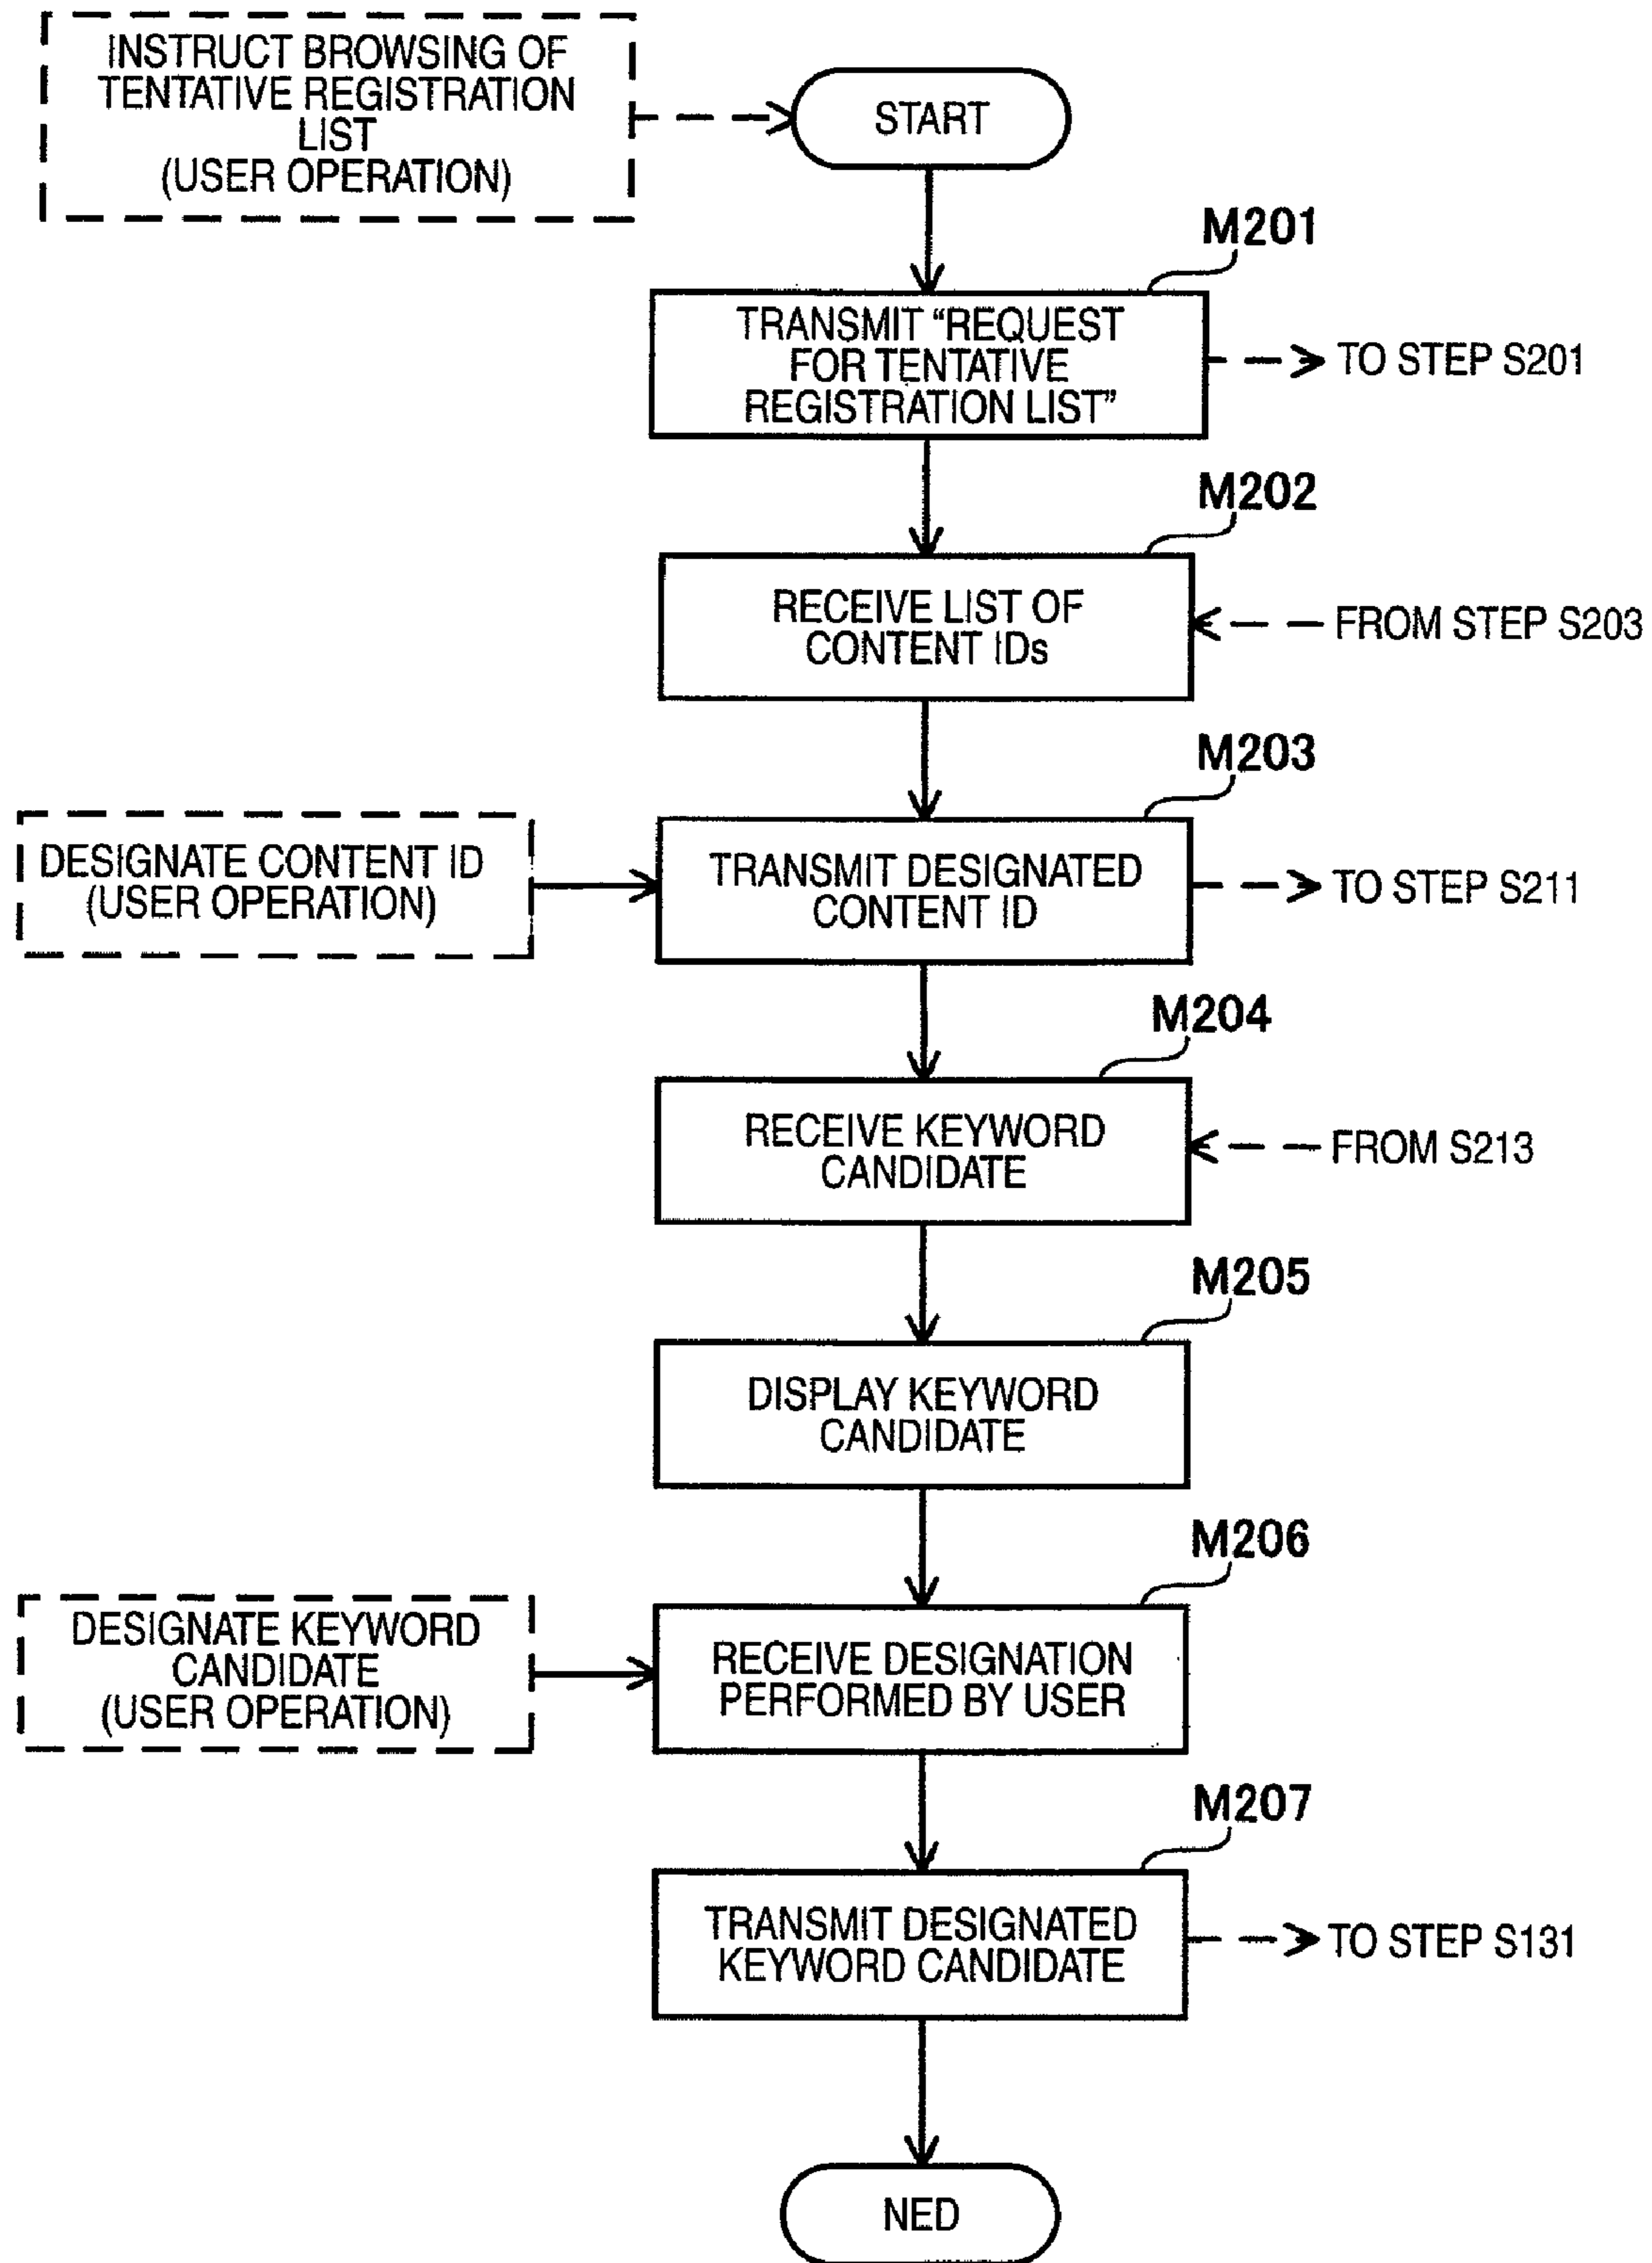 INSTRUCT BROWSING OF
TENTATIVE REGISTRATION
LIST
(USER OPERATION)
START
M201
TRANSMIT “REQUEST
FOR TENTATIVE
REGISTRATION LIST”
TO STEP S201
M202
RECEIVE LIST OF
CONTENT IDs
FROM STEP S203
M203
DESIGNATE CONTENT ID
(USER OPERATION)
TRANSMIT DESIGNATED
CONTENT ID
TO STEP S211
M204
RECEIVE KEYWORD
CANDIDATE
FROM S213
M205
DISPLAY KEYWORD
CANDIDATE
M206
DESIGNATE KEYWORD
CANDIDATE
(USER OPERATION)
RECEIVE DESIGNATION
PERFORMED BY USER
M207
TRANSMIT DESIGNATED
KEYWORD CANDIDATE
TO STEP S131
NED